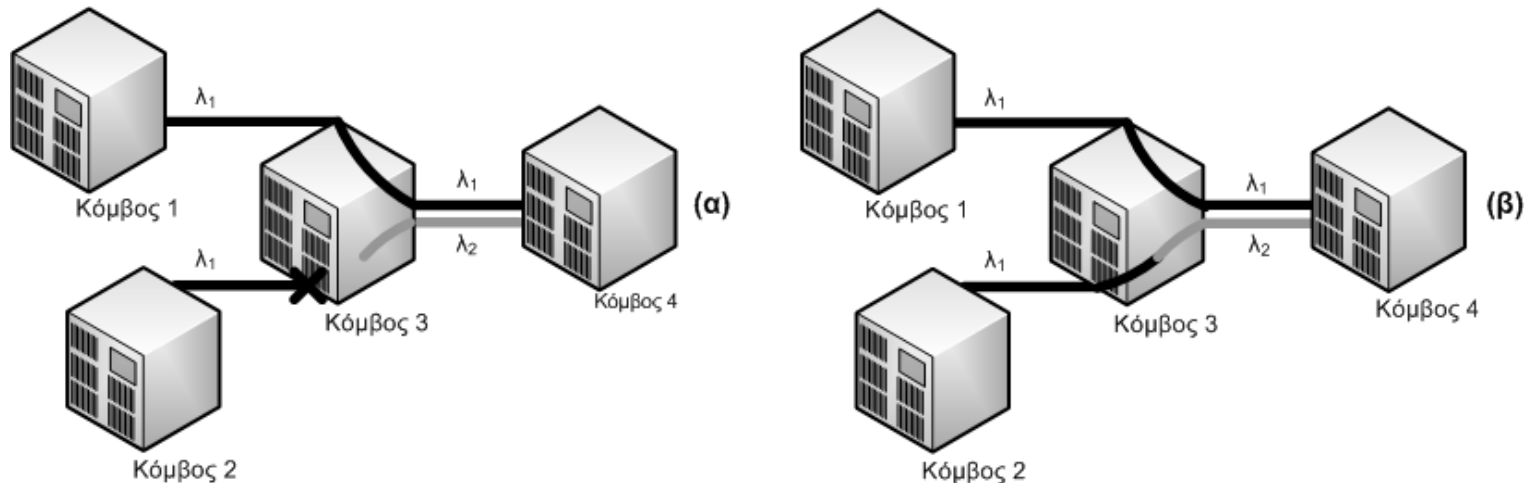 λ₁
Κόμβος 1
λ₁
λ₂
(α)
λ₁
Κόμβος 3
Κόμβος 4
Κόμβος 2
λ₁
Κόμβος 1
λ₁
λ₂
(β)
λ₁
Κόμβος 3
Κόμβος 4
Κόμβος 2